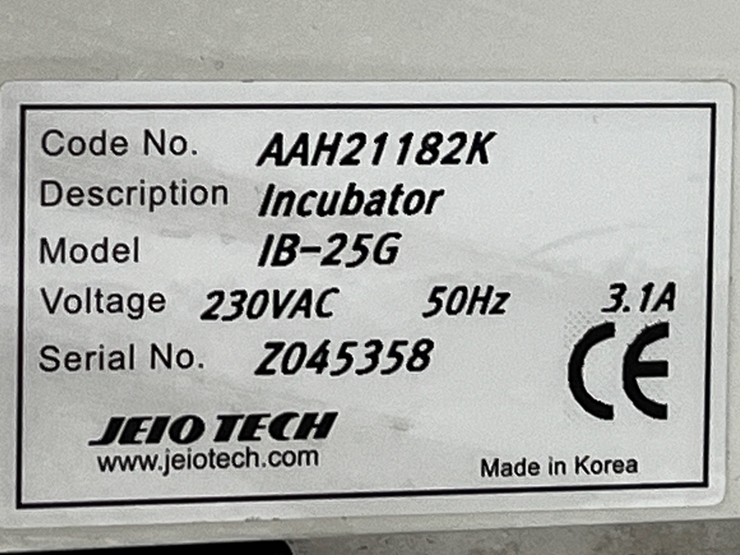 Code No. AAH21182K
Description Incubator
Model IB-25G
Voltage 230VAC 50Hz 3.1A
Serial No. Z045358
CE
JEIO TECH
www.jeiotech.com
Made in Korea